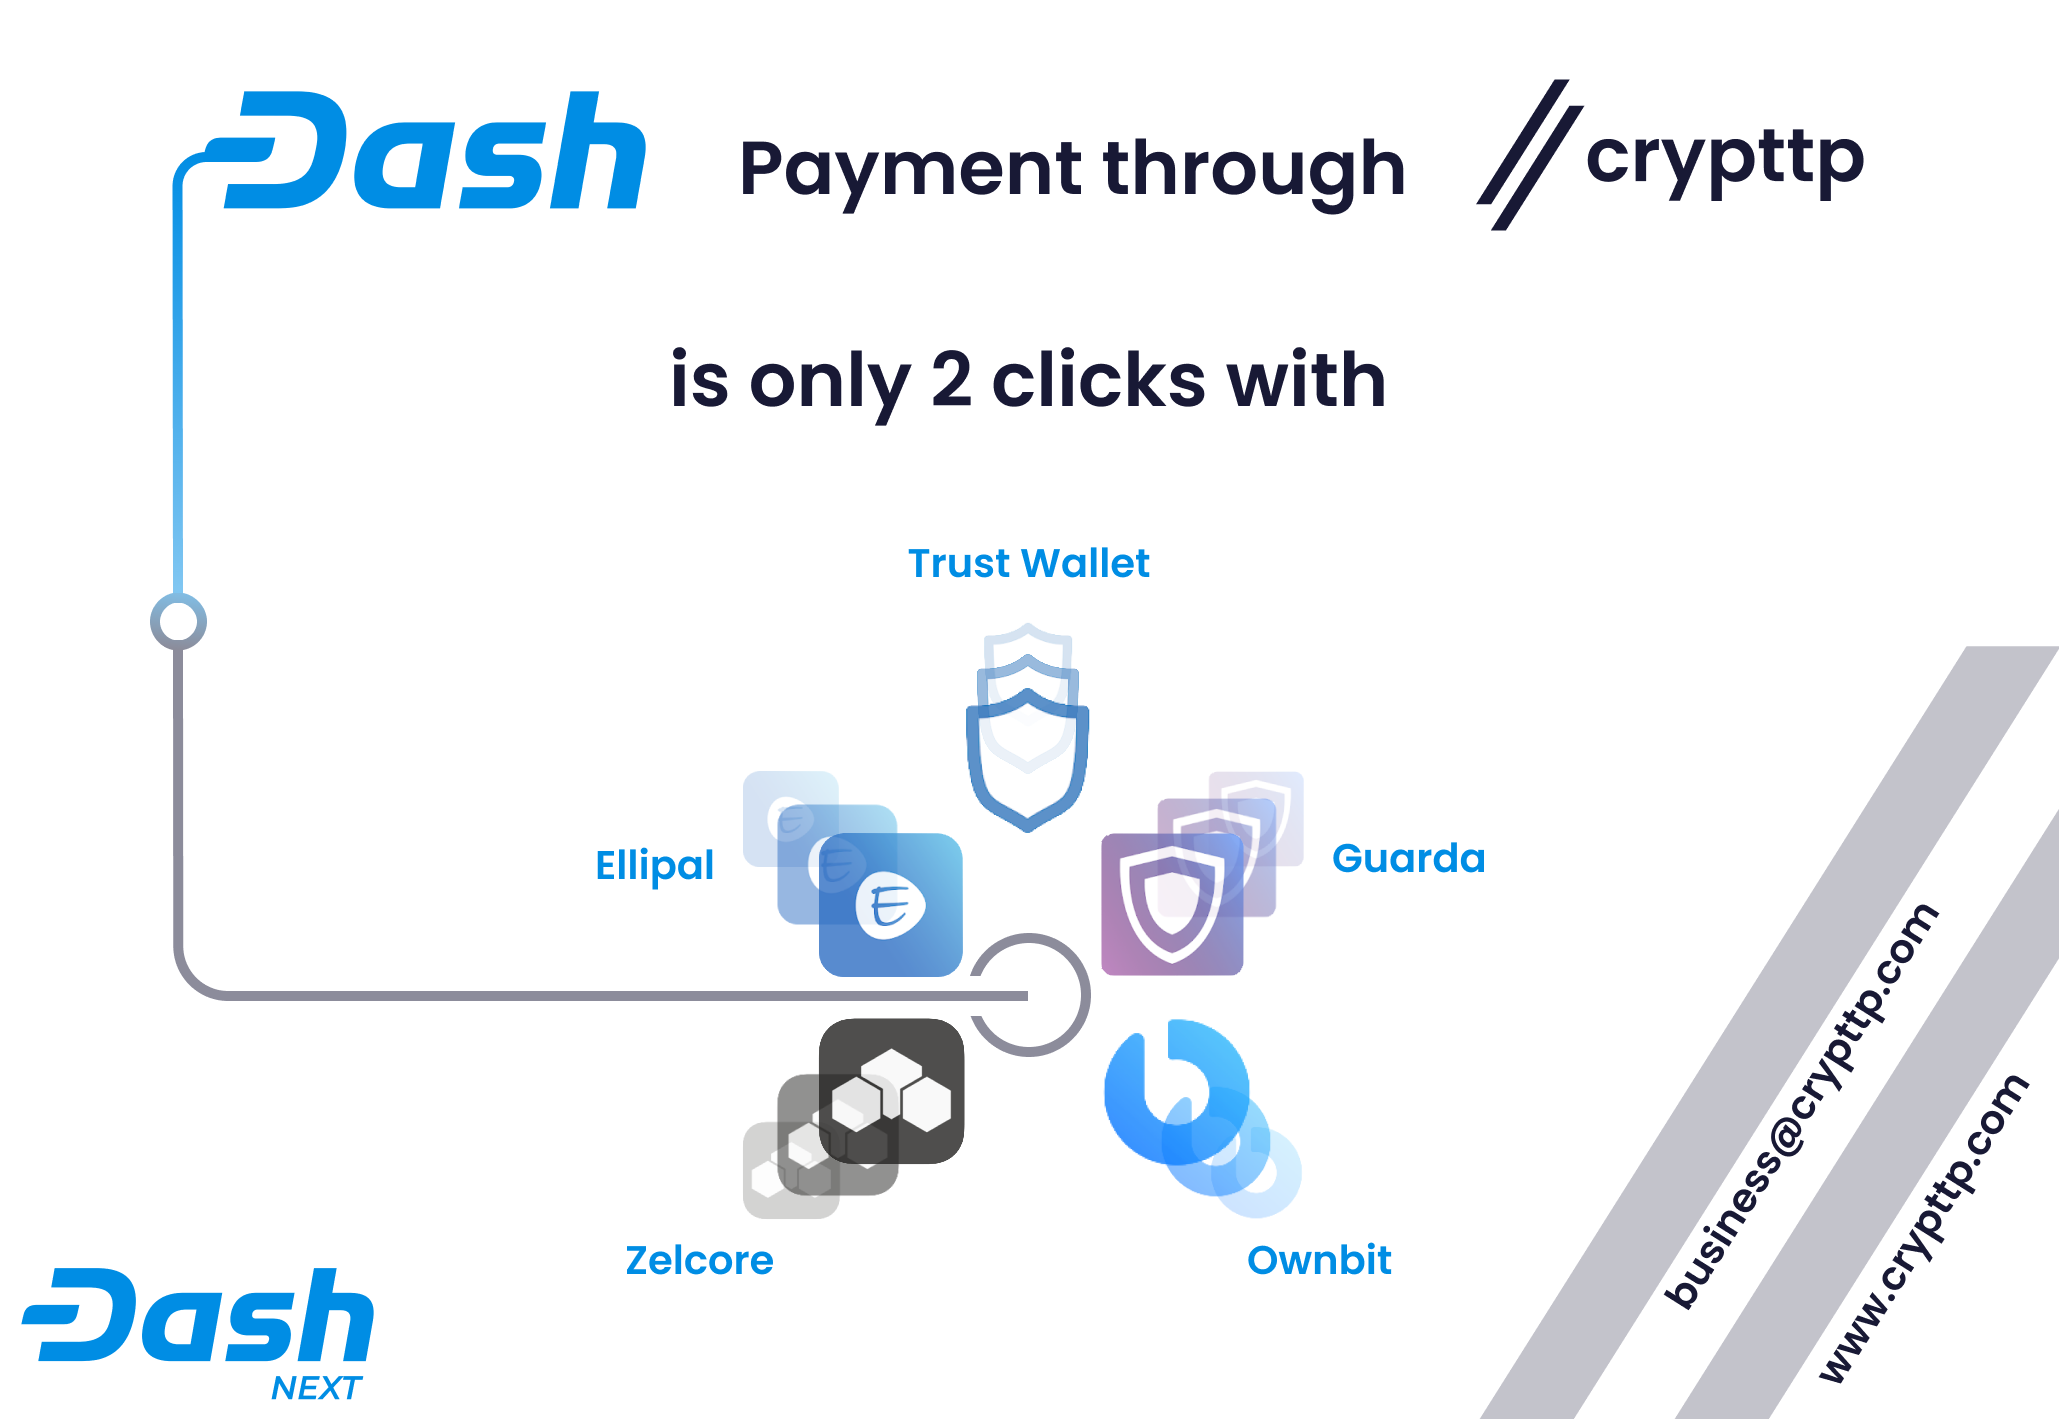 Dash Payment through crypttp
is only 2 clicks with
Trust Wallet
Ellipal
Guarda
Zelcore
Ownbit
Dash
NEXT
business@crypttp.com
www.crypttp.com